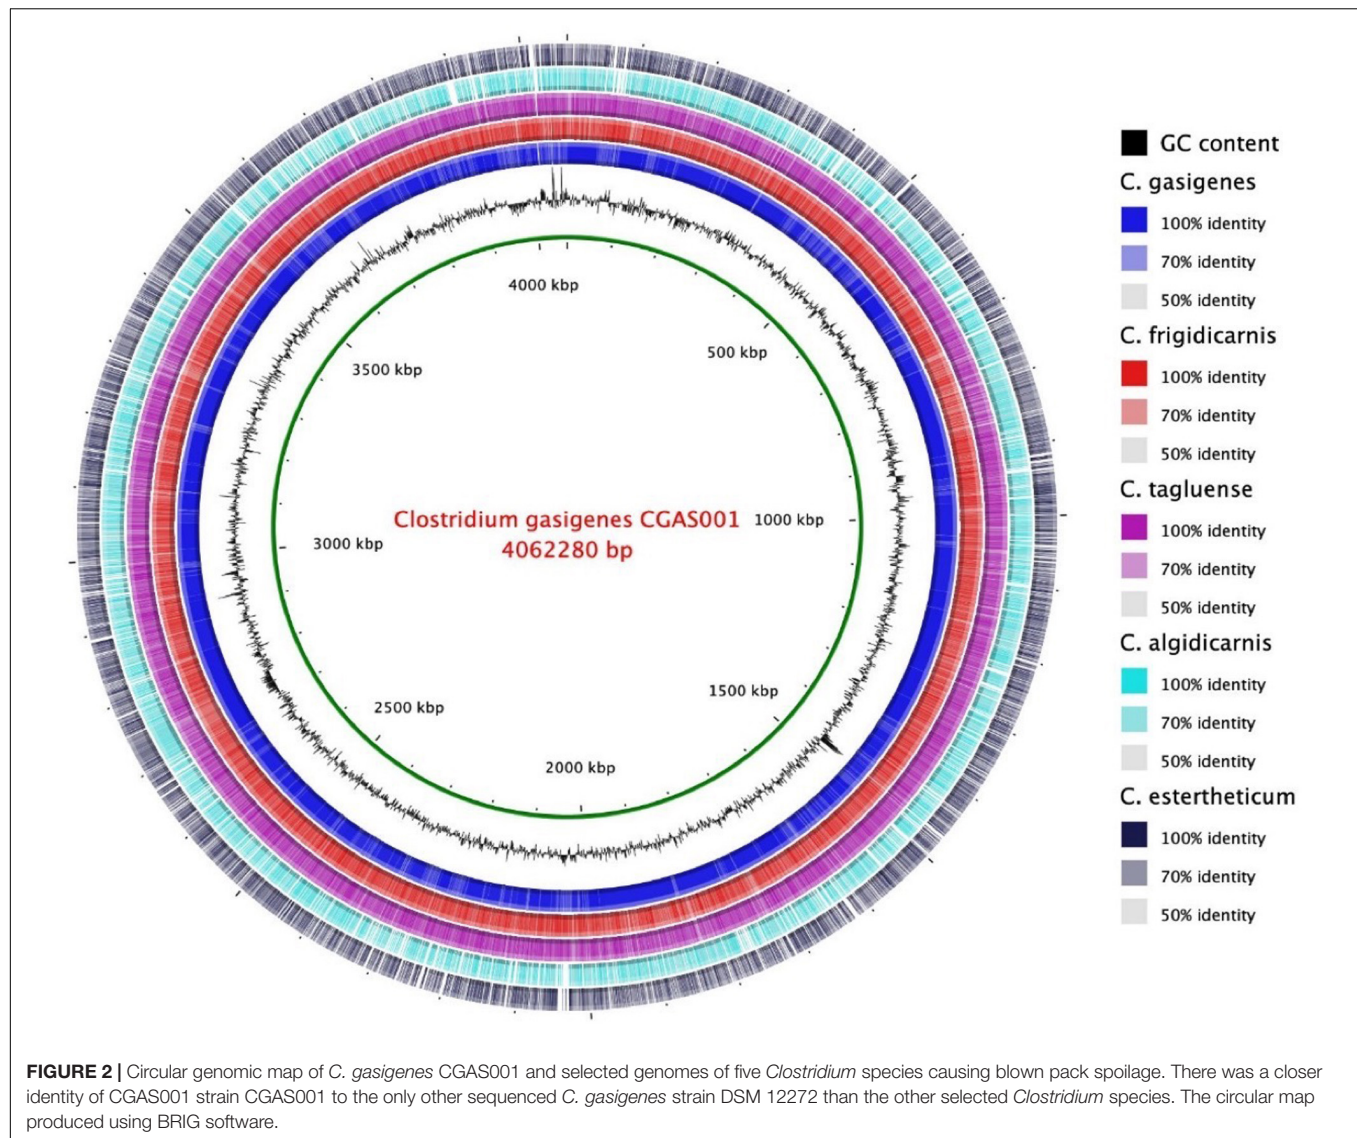 4000 kbp
500 kbp
3500 kbp
Clostridium gasigenes CGAS001
4062280 bp
1000 kbp
3000 kbp
1500 kbp
2500 kbp
2000 kbp
GC content
C. gasigenes
100% identity
70% identity
50% identity
C. frigidicarnis
100% identity
70% identity
50% identity
C. tagluense
100% identity
70% identity
50% identity
C. algidicarnis
100% identity
70% identity
50% identity
C. estertheticum
100% identity
70% identity
50% identity
FIGURE 2 | Circular genomic map of C. gasigenes CGAS001 and selected genomes of five Clostridium species causing blown pack spoilage. There was a closer
identity of CGAS001 strain CGAS001 to the only other sequenced C. gasigenes strain DSM 12272 than the other selected Clostridium species. The circular map
produced using BRIG software.